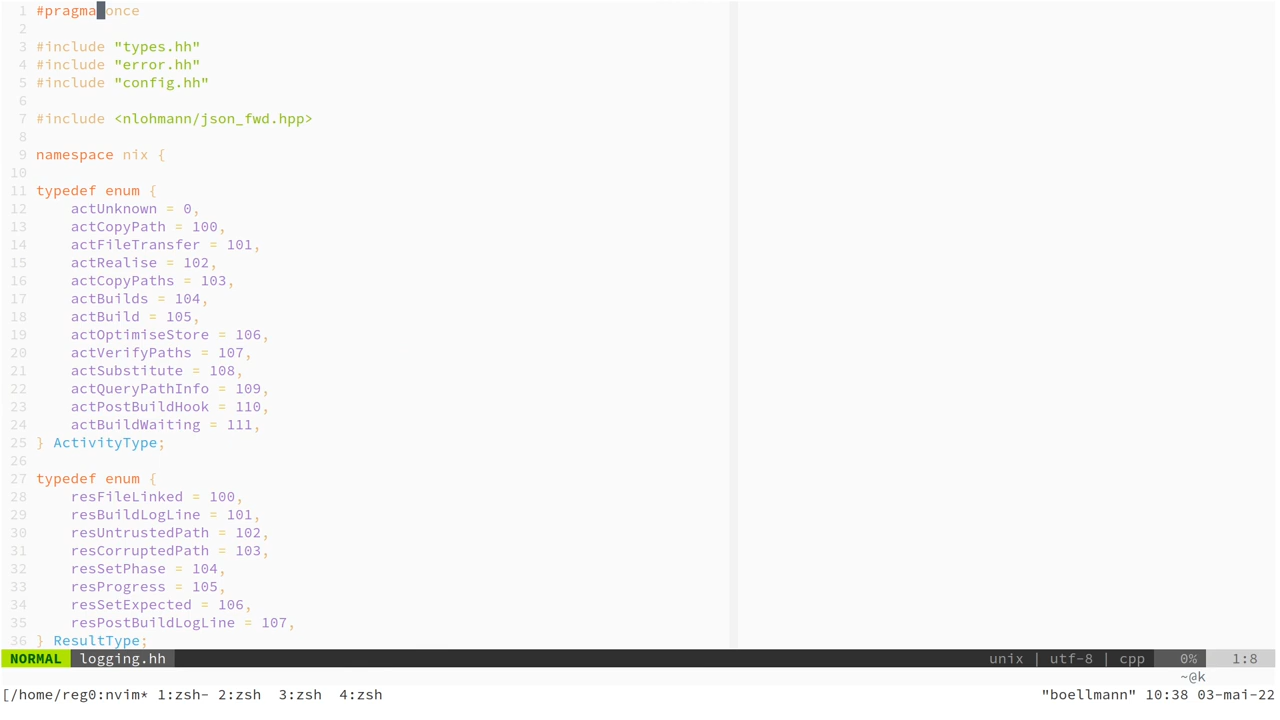 1 #pragma once
2
3 #include "types.hh"
4 #include "error.hh"
5 #include "config.hh"
6
7 #include <nlohmann/json_fwd.hpp>
8
9 namespace nix {
10
11 typedef enum {
12     actUnknown = 0,
13     actCopyPath = 100,
14     actFileTransfer = 101,
15     actRealise = 102,
16     actCopyPaths = 103,
17     actBuilds = 104,
18     actBuild = 105,
19     actOptimiseStore = 106,
20     actVerifyPaths = 107,
21     actSubstitute = 108,
22     actQueryPathInfo = 109,
23     actPostBuildHook = 110,
24     actBuildWaiting = 111,
25 } ActivityType;
26
27 typedef enum {
28     resFileLinked = 100,
29     resBuildLogLine = 101,
30     resUntrustedPath = 102,
31     resCorruptedPath = 103,
32     resSetPhase = 104,
33     resProgress = 105,
34     resSetExpected = 106,
35     resPostBuildLogLine = 107,
36 } ResultType;
NORMAL logging.hh unix | utf-8 | cpp 0% 1:8
~@k
[/home/reg0:nvim* 1:zsh- 2:zsh 3:zsh 4:zsh "boellmann" 10:38 03-mai-22